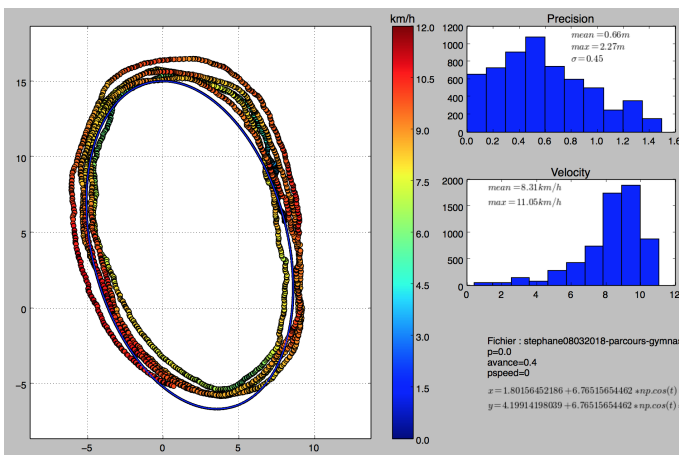 km/h
12.0
10.5
9.0
7.5
6.0
4.5
3.0
1.5
0.0
15
10
5
0
−5
−5
0
5
10
Precision
mean=0.66m
max=2.27m
σ=0.45
1200
1000
800
600
400
200
0
0.0 0.2 0.4 0.6 0.8 1.0 1.2 1.4 1.6
Velocity
mean=8.31km/h
max=11.05km/h
2000
1500
1000
500
0
0 2 4 6 8 10 12
Fichier : stephane08032018-parcours-gymnas
p=0.0
avance=0.4
pspeed=0
x=1.80156452186+6.76515654462*np.cos(t)
y=4.19914198039+6.76515654462*np.cos(t)